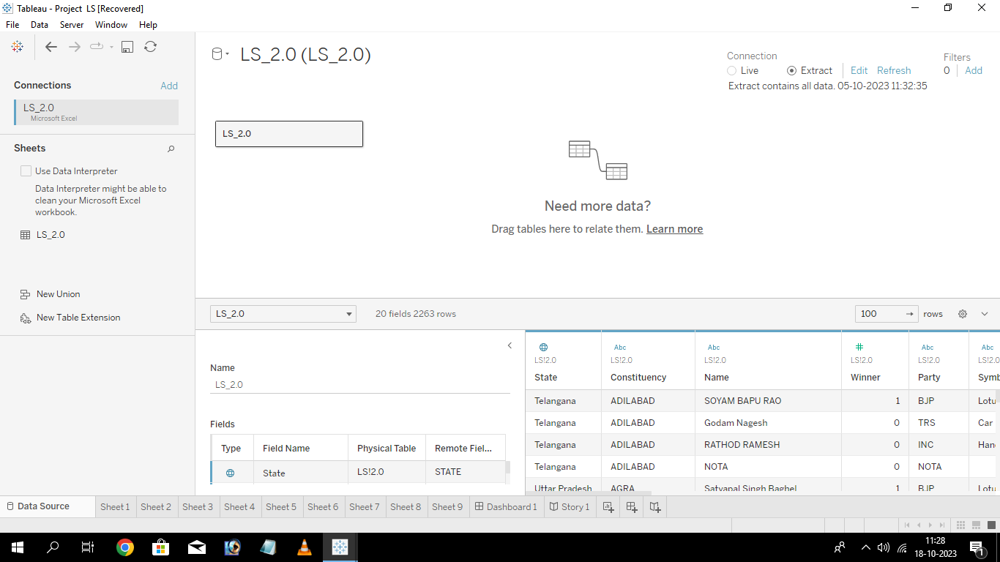 Tableau - Project LS [Recovered]
File Data Server Window Help
LS_2.0 (LS_2.0)
Connection
Live Extract Edit Refresh
Extract contains all data. 05-10-2023 11:32:35
Filters
0 Add
Connections Add
LS_2.0
Microsoft Excel
Sheets
Use Data Interpreter
Data Interpreter might be able to
clean your Microsoft Excel
workbook.
LS_2.0
New Union
New Table Extension
LS_2.0
Need more data?
Drag tables here to relate them. Learn more
LS_2.0 20 fields 2263 rows 100 rows
Name
LS_2.0
Fields
Type Field Name Physical Table Remote Fiel...
State LS!2.0 STATE
Abc Abc Abc Abc
LS!2.0 LS!2.0 LS!2.0 LS!2.0 LS!2.0 LS!2.0
State Constituency Name Winner Party Symb
Telangana ADILABAD SOYAM BAPU RAO 1 BJP Lotu
Telangana ADILABAD Godam Nagesh 0 TRS Car
Telangana ADILABAD RATHOD RAMESH 0 INC Han
Telangana ADILABAD NOTA 0 NOTA
Uttar Pradesh AGRA Satyapal Singh Baghel 1 BJP Lotu
Data Source Sheet 1 Sheet 2 Sheet 3 Sheet 4 Sheet 5 Sheet 6 Sheet 7 Sheet 8 Sheet 9 Dashboard 1 Story 1
11:28
18-10-2023
1